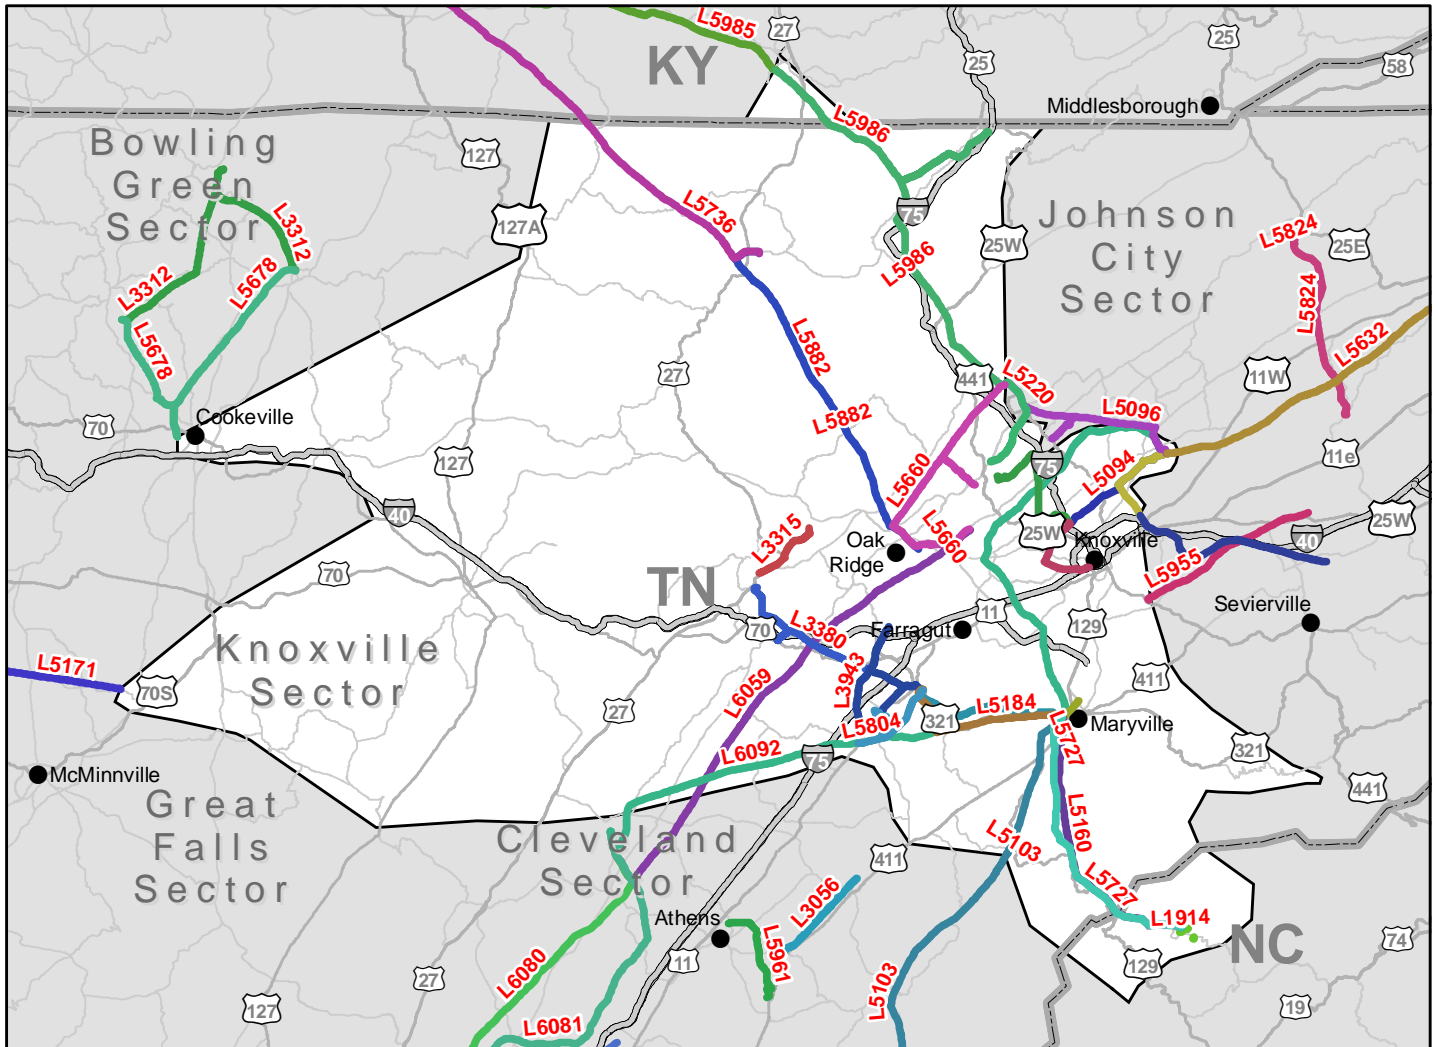 L5985
27
KY
25
25
58
Middlesborough
L5986
Bowling
Green
Sector
127
L3312
127A
L5736
75
25W
Johnson
City
Sector
L5824
25E
L3312
L5678
L5986
L5824
L5632
L5678
L5882
27
441
L5220
11W
L5882
L5096
Cookeville
70
127
L5660
75
L5094
11e
40
L3315
Oak
Ridge
L5660
25W
Knoxville
25W
40
L5955
70
TN
Sevierville
70
L3380
Farragut
11
129
Knoxville
Sector
L5171
70S
L6059
L3943
411
27
L5804
321
L5184
L5727
Maryville
L6092
75
321
McMinnville
441
Great
Falls
Sector
Cleveland
Sector
L5103
L5160
411
L3056
L5727
L1914
Athens
L5961
NC
74
11
129
L6080
27
L5103
127
19
L6081